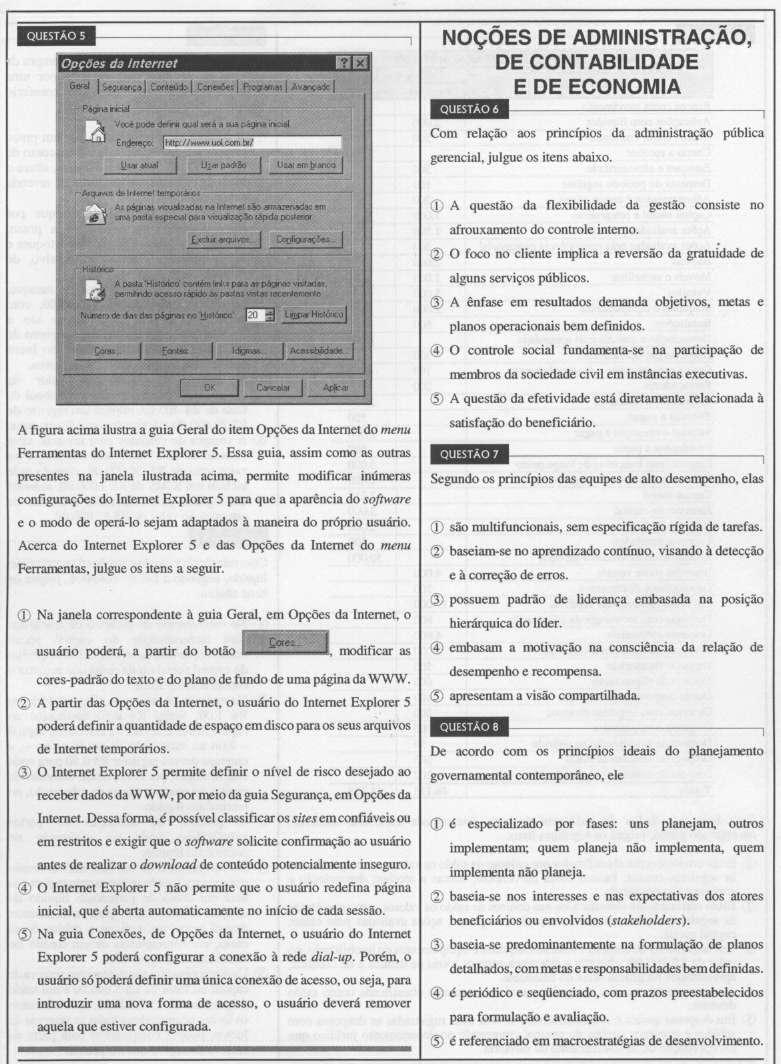 QUESTÃO 5
Opções da Internet
Geral Segurança Conteúdo Conexões Programas Avançado
Página inicial
Você pode definir qual será a sua página inicial.
Endereço: http://www.uol.com.br/
Usar atual Usar padrão Usar em branco
Arquivos de Internet temporários
As páginas visualizadas na Internet são armazenadas em
uma pasta especial para visualização rápida posterior.
Excluir arquivos... Configurações...
Histórico
A pasta 'Histórico' contém links para as páginas visitadas,
permitindo acesso rápido às pastas vistas recentemente.
Número de dias das páginas no 'Histórico': 20 Limpar Histórico
Cores... Fontes... Idiomas... Acessibilidade...
OK Cancelar Aplicar
A figura acima ilustra a guia Geral do item Opções da Internet do menu
Ferramentas do Internet Explorer 5. Essa guia, assim como as outras
presentes na janela ilustrada acima, permite modificar inúmeras
configurações do Internet Explorer 5 para que a aparência do software
e o modo de operá-lo sejam adaptados à maneira do próprio usuário.
Acerca do Internet Explorer 5 e das Opções da Internet do menu
Ferramentas, julgue os itens a seguir.
① Na janela correspondente à guia Geral, em Opções da Internet, o
usuário poderá, a partir do botão Cores... , modificar as
cores-padrão do texto e do plano de fundo de uma página da WWW.
② A partir das Opções da Internet, o usuário do Internet Explorer 5
poderá definir a quantidade de espaço em disco para os seus arquivos
de Internet temporários.
③ O Internet Explorer 5 permite definir o nível de risco desejado ao
receber dados da WWW, por meio da guia Segurança, em Opções da
Internet. Dessa forma, é possível classificar os sites em confiáveis ou
em restritos e exigir que o software solicite confirmação ao usuário
antes de realizar o download de conteúdo potencialmente inseguro.
④ O Internet Explorer 5 não permite que o usuário redefina página
inicial, que é aberta automaticamente no início de cada sessão.
⑤ Na guia Conexões, de Opções da Internet, o usuário do Internet
Explorer 5 poderá configurar a conexão à rede dial-up. Porém, o
usuário só poderá definir uma única conexão de acesso, ou seja, para
introduzir uma nova forma de acesso, o usuário deverá remover
aquela que estiver configurada.
NOÇÕES DE ADMINISTRAÇÃO,
DE CONTABILIDADE
E DE ECONOMIA
QUESTÃO 6
Com relação aos princípios da administração pública
gerencial, julgue os itens abaixo.
① A questão da flexibilidade da gestão consiste no
afrouxamento do controle interno.
② O foco no cliente implica a reversão da gratuidade de
alguns serviços públicos.
③ A ênfase em resultados demanda objetivos, metas e
planos operacionais bem definidos.
④ O controle social fundamenta-se na participação de
membros da sociedade civil em instâncias executivas.
⑤ A questão da efetividade está diretamente relacionada à
satisfação do beneficiário.
QUESTÃO 7
Segundo os princípios das equipes de alto desempenho, elas
① são multifuncionais, sem especificação rígida de tarefas.
② baseiam-se no aprendizado contínuo, visando à detecção
e à correção de erros.
③ possuem padrão de liderança embasada na posição
hierárquica do líder.
④ embasam a motivação na consciência da relação de
desempenho e recompensa.
⑤ apresentam a visão compartilhada.
QUESTÃO 8
De acordo com os princípios ideais do planejamento
governamental contemporâneo, ele
① é especializado por fases: uns planejam, outros
implementam; quem planeja não implementa, quem
implementa não planeja.
② baseia-se nos interesses e nas expectativas dos atores
beneficiários ou envolvidos (stakeholders).
③ baseia-se predominantemente na formulação de planos
detalhados, com metas e responsabilidades bem definidas.
④ é periódico e seqüenciado, com prazos preestabelecidos
para formulação e avaliação.
⑤ é referenciado em macroestratégias de desenvolvimento.